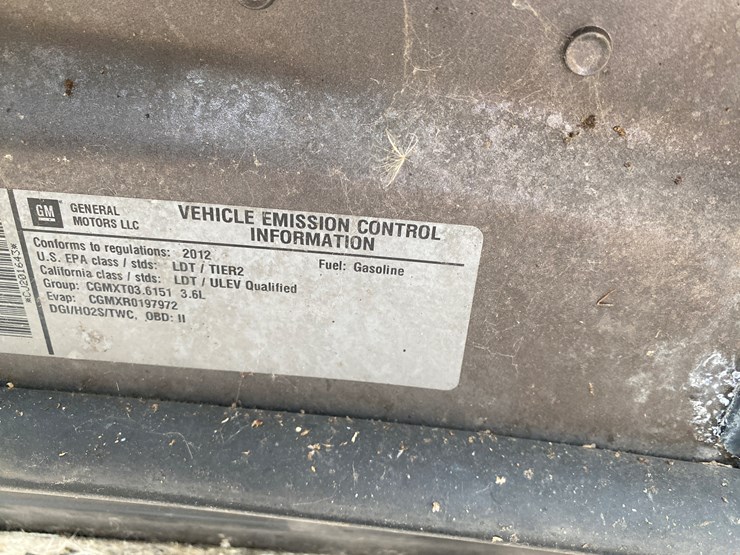 GM
GENERAL
MOTORS LLC
VEHICLE EMISSION CONTROL
INFORMATION
Conforms to regulations: 2012
Fuel: Gasoline
U.S. EPA class / stds: LDT / TIER2
California class / stds: LDT / ULEV Qualified
Group: CGMXT03.6151 3.6L
Evap: CGMXR0197972
DGI/HO2S/TWC, OBD: II